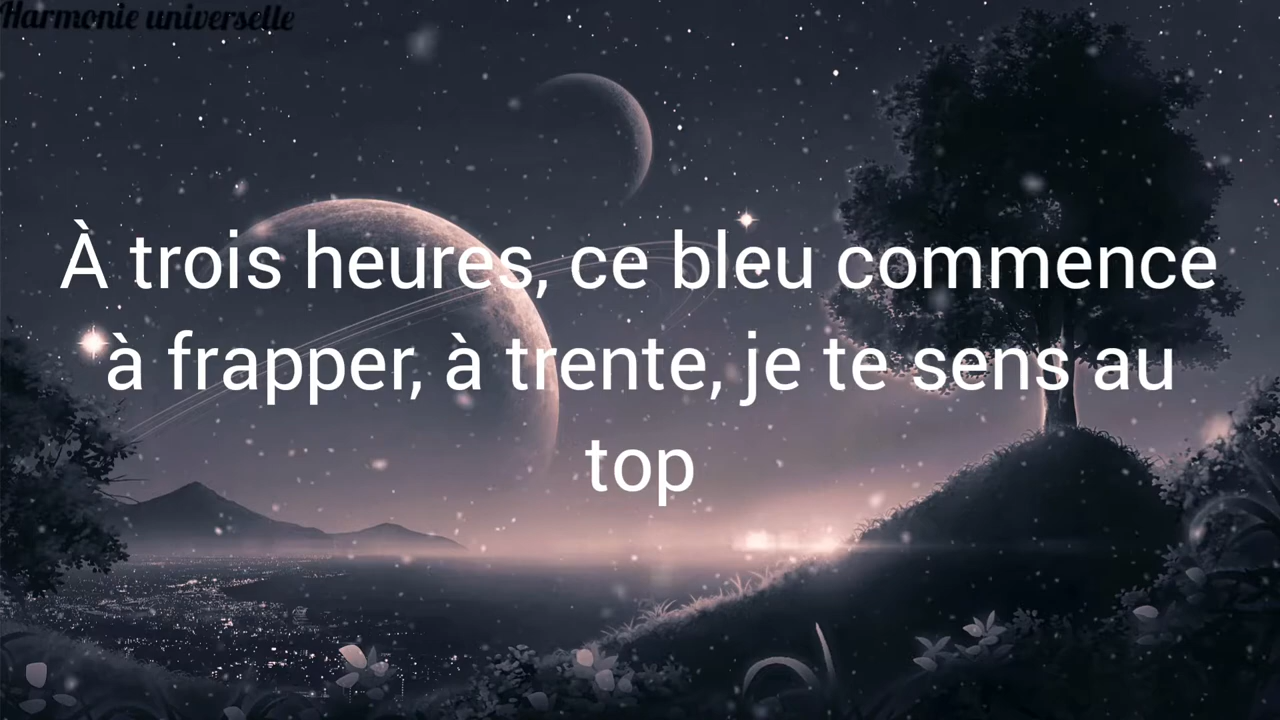 Harmonie universelle
À trois heures, ce bleu commence
à frapper, à trente, je te sens au
top